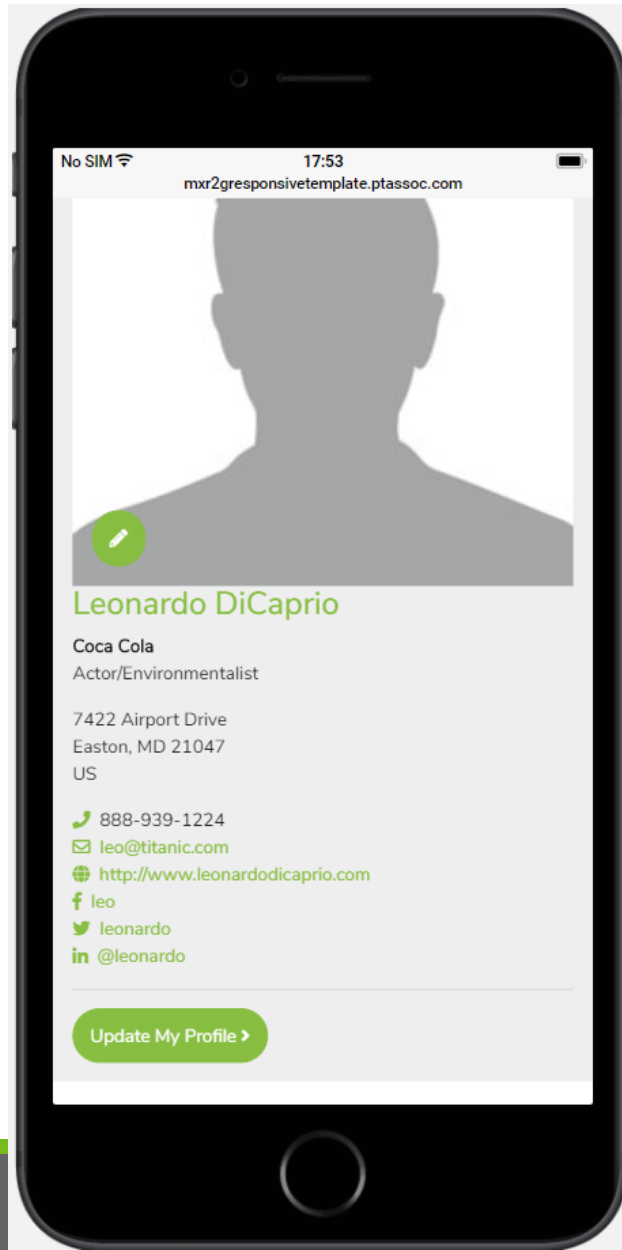 No SIM 17:53
mxr2gresponsivetemplate.ptassoc.com
Leonardo DiCaprio
Coca Cola
Actor/Environmentalist
7422 Airport Drive
Easton, MD 21047
US
888-939-1224
leo@titanic.com
http://www.leonardodicaprio.com
leo
leonardo
@leonardo
Update My Profile